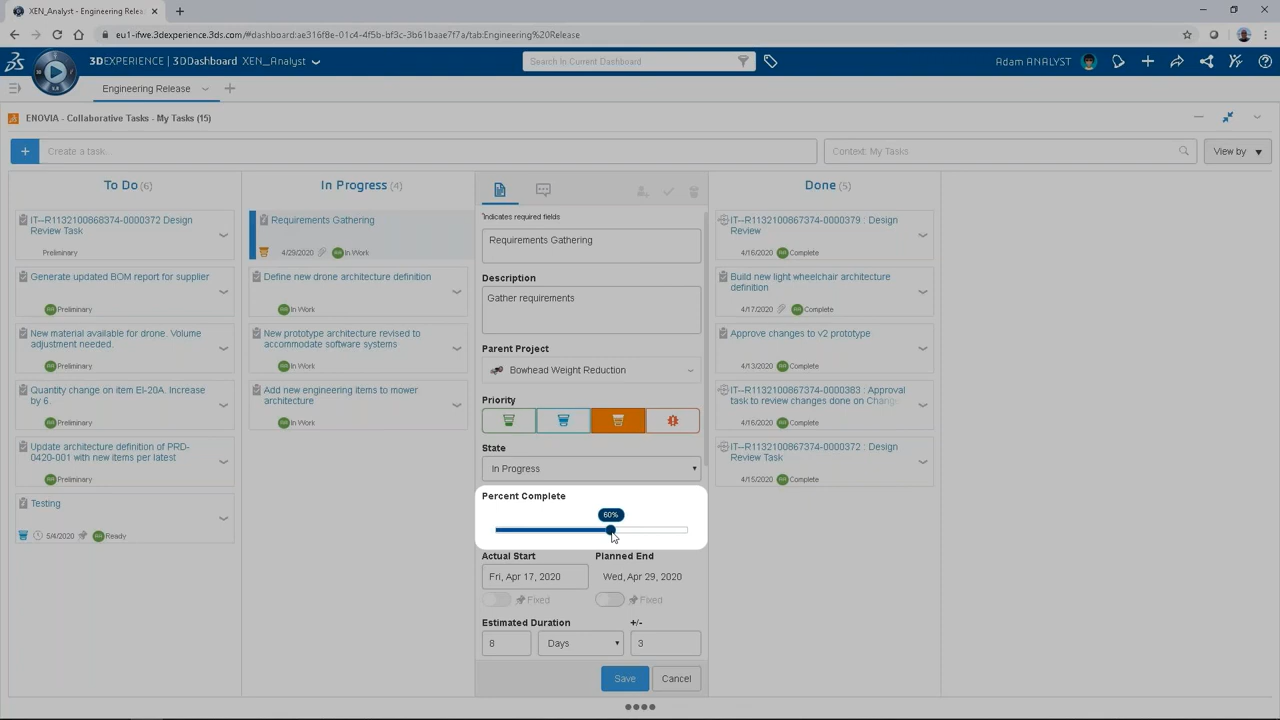 XEN_Analyst - Engineering Releas
eu1-ifwe.3dexperience.3ds.com/#dashboard:ae316f8e-01c4-4f5b-bf3c-3b61baae7f7a/tab:Engineering%20Release
3DEXPERIENCE | 3DDashboard XEN_Analyst
Search In Current Dashboard
Adam ANALYST
Engineering Release
ENOVIA - Collaborative Tasks - My Tasks (15)
Create a task...
Context: My Tasks
View by
To Do (6)
IT--R1132100868374-0000372 Design
Review Task
Preliminary
Generate updated BOM report for supplier
Preliminary
New material available for drone. Volume
adjustment needed.
Preliminary
Quantity change on item EI-20A. Increase
by 6.
Preliminary
Update architecture definition of PRD-
0420-001 with new items per latest
Preliminary
Testing
5/4/2020 Ready
In Progress (4)
Requirements Gathering
4/29/2020 In Work
Define new drone architecture definition
In Work
New prototype architecture revised to
accommodate software systems
In Work
Add new engineering items to mower
architecture
In Work
*Indicates required fields
Requirements Gathering
Description
Gather requirements
Parent Project
Bowhead Weight Reduction
Priority
State
In Progress
Percent Complete
60%
Actual Start Planned End
Fri, Apr 17, 2020 Wed, Apr 29, 2020
Fixed Fixed
Estimated Duration +/-
8 Days 3
Save Cancel
Done (5)
IT--R1132100867374-0000379 : Design
Review
4/16/2020 Complete
Build new light wheelchair architecture
definition
4/17/2020 Complete
Approve changes to v2 prototype
4/13/2020 Complete
IT--R1132100867374-0000383 : Approval
task to review changes done on Change
4/16/2020 Complete
IT--R1132100867374-0000372 : Design
Review Task
4/15/2020 Complete